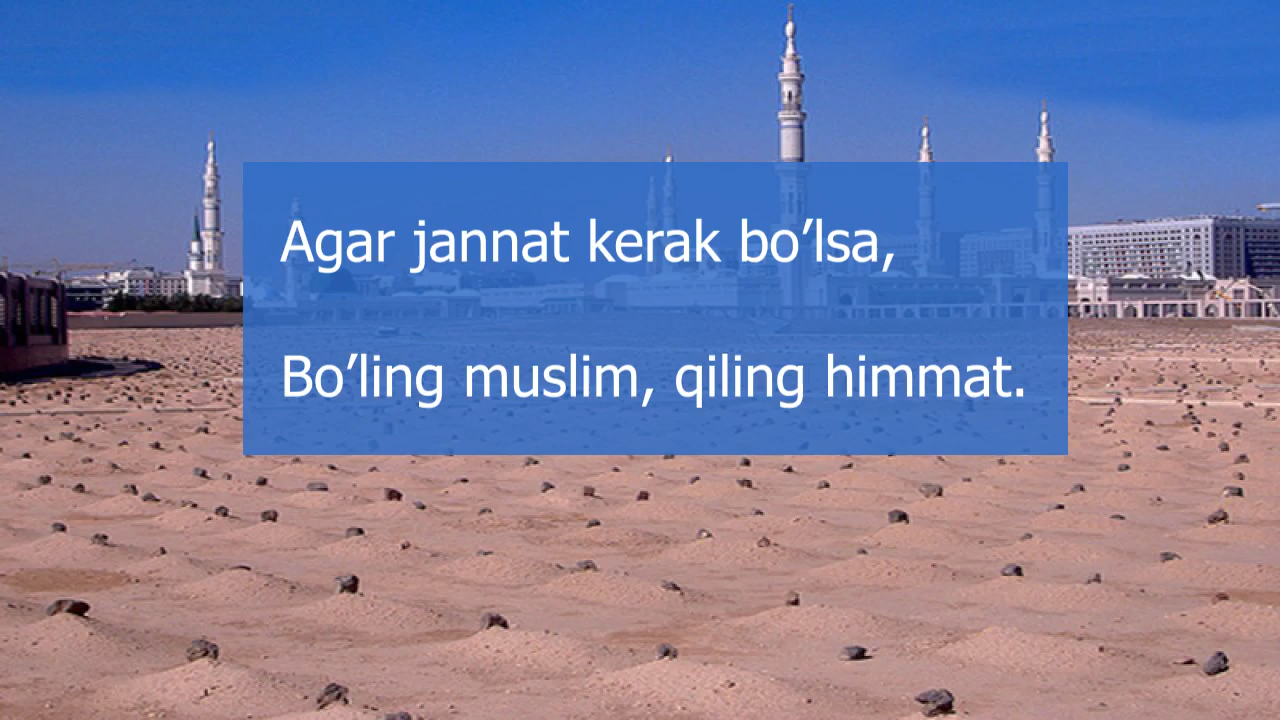 Agar jannat kerak bo’lsa,
Bo’ling muslim, qiling himmat.